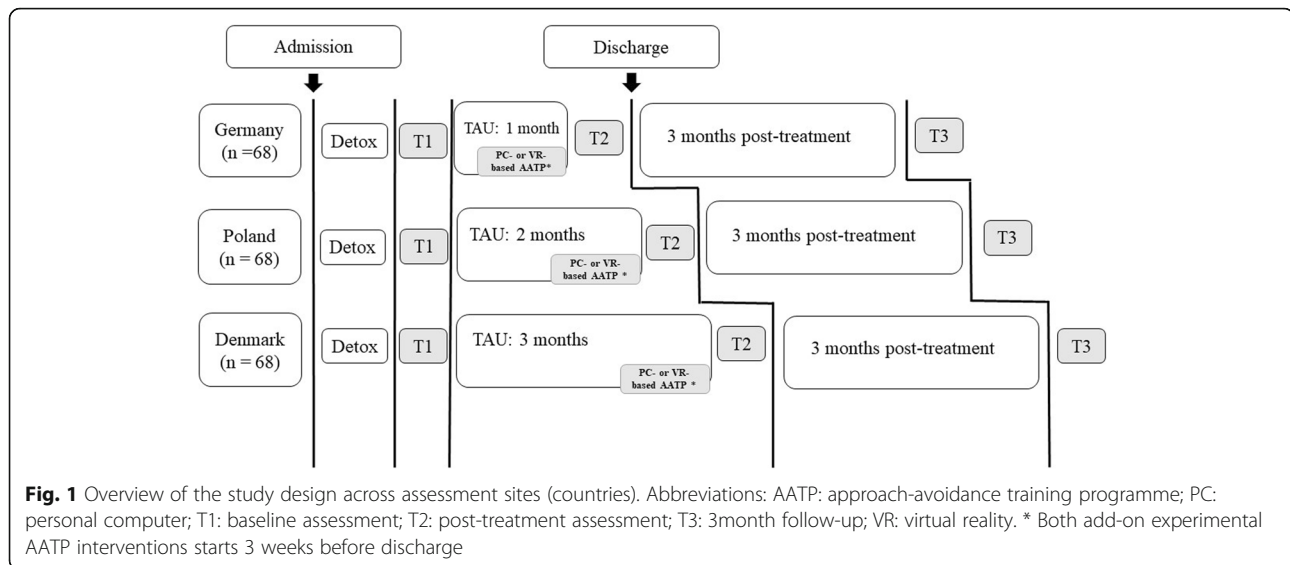 Admission
Discharge
Germany
(n =68)
Detox
T1
TAU: 1 month
PC- or VR-
based AATP*
T2
3 months post-treatment
T3
Poland
(n = 68)
Detox
T1
TAU: 2 months
PC- or VR-
based AATP *
T2
3 months post-treatment
T3
Denmark
(n = 68)
Detox
T1
TAU: 3 months
PC- or VR-
based AATP *
T2
3 months post-treatment
T3
Fig. 1 Overview of the study design across assessment sites (countries). Abbreviations: AATP: approach-avoidance training programme; PC:
personal computer; T1: baseline assessment; T2: post-treatment assessment; T3: 3month follow-up; VR: virtual reality. * Both add-on experimental
AATP interventions starts 3 weeks before discharge